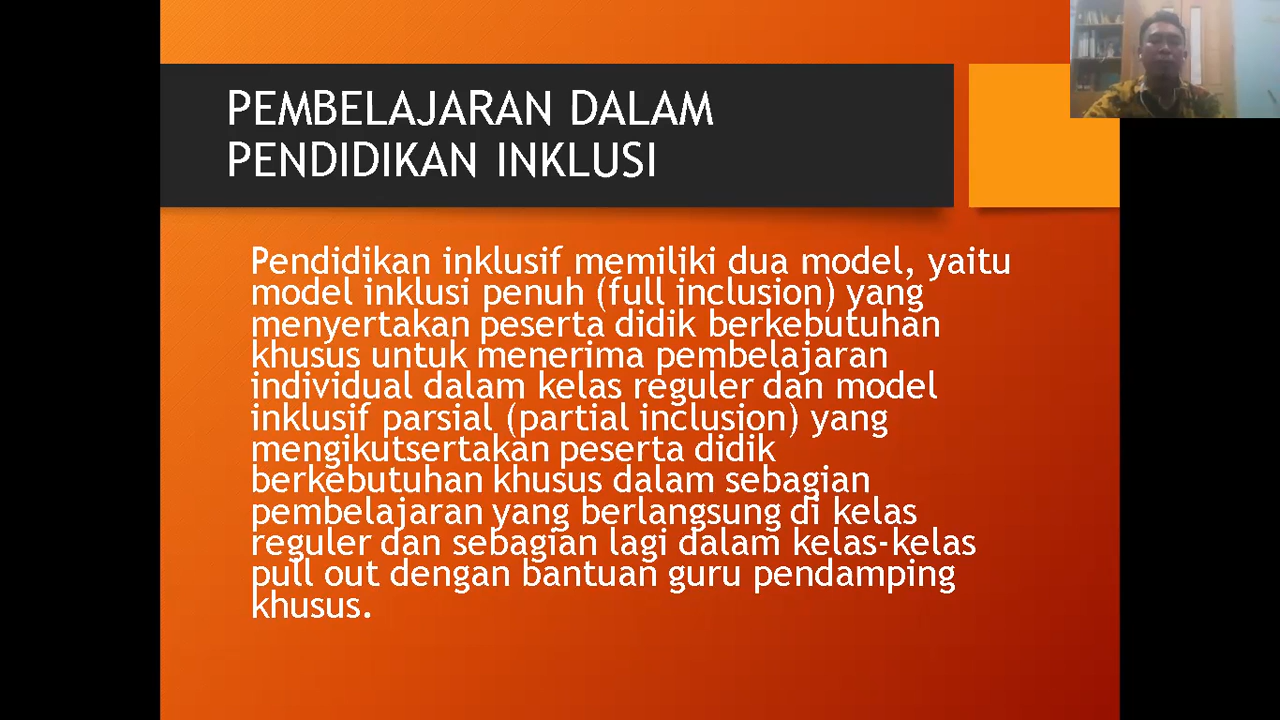 PEMBELAJARAN DALAM
PENDIDIKAN INKLUSI
Pendidikan inklusif memiliki dua model, yaitu
model inklusi penuh (full inclusion) yang
menyertakan peserta didik berkebutuhan
khusus untuk menerima pembelajaran
individual dalam kelas reguler dan model
inklusif parsial (partial inclusion) yang
mengikutsertakan peserta didik
berkebutuhan khusus dalam sebagian
pembelajaran yang berlangsung di kelas
reguler dan sebagian lagi dalam kelas-kelas
pull out dengan bantuan guru pendamping
khusus.